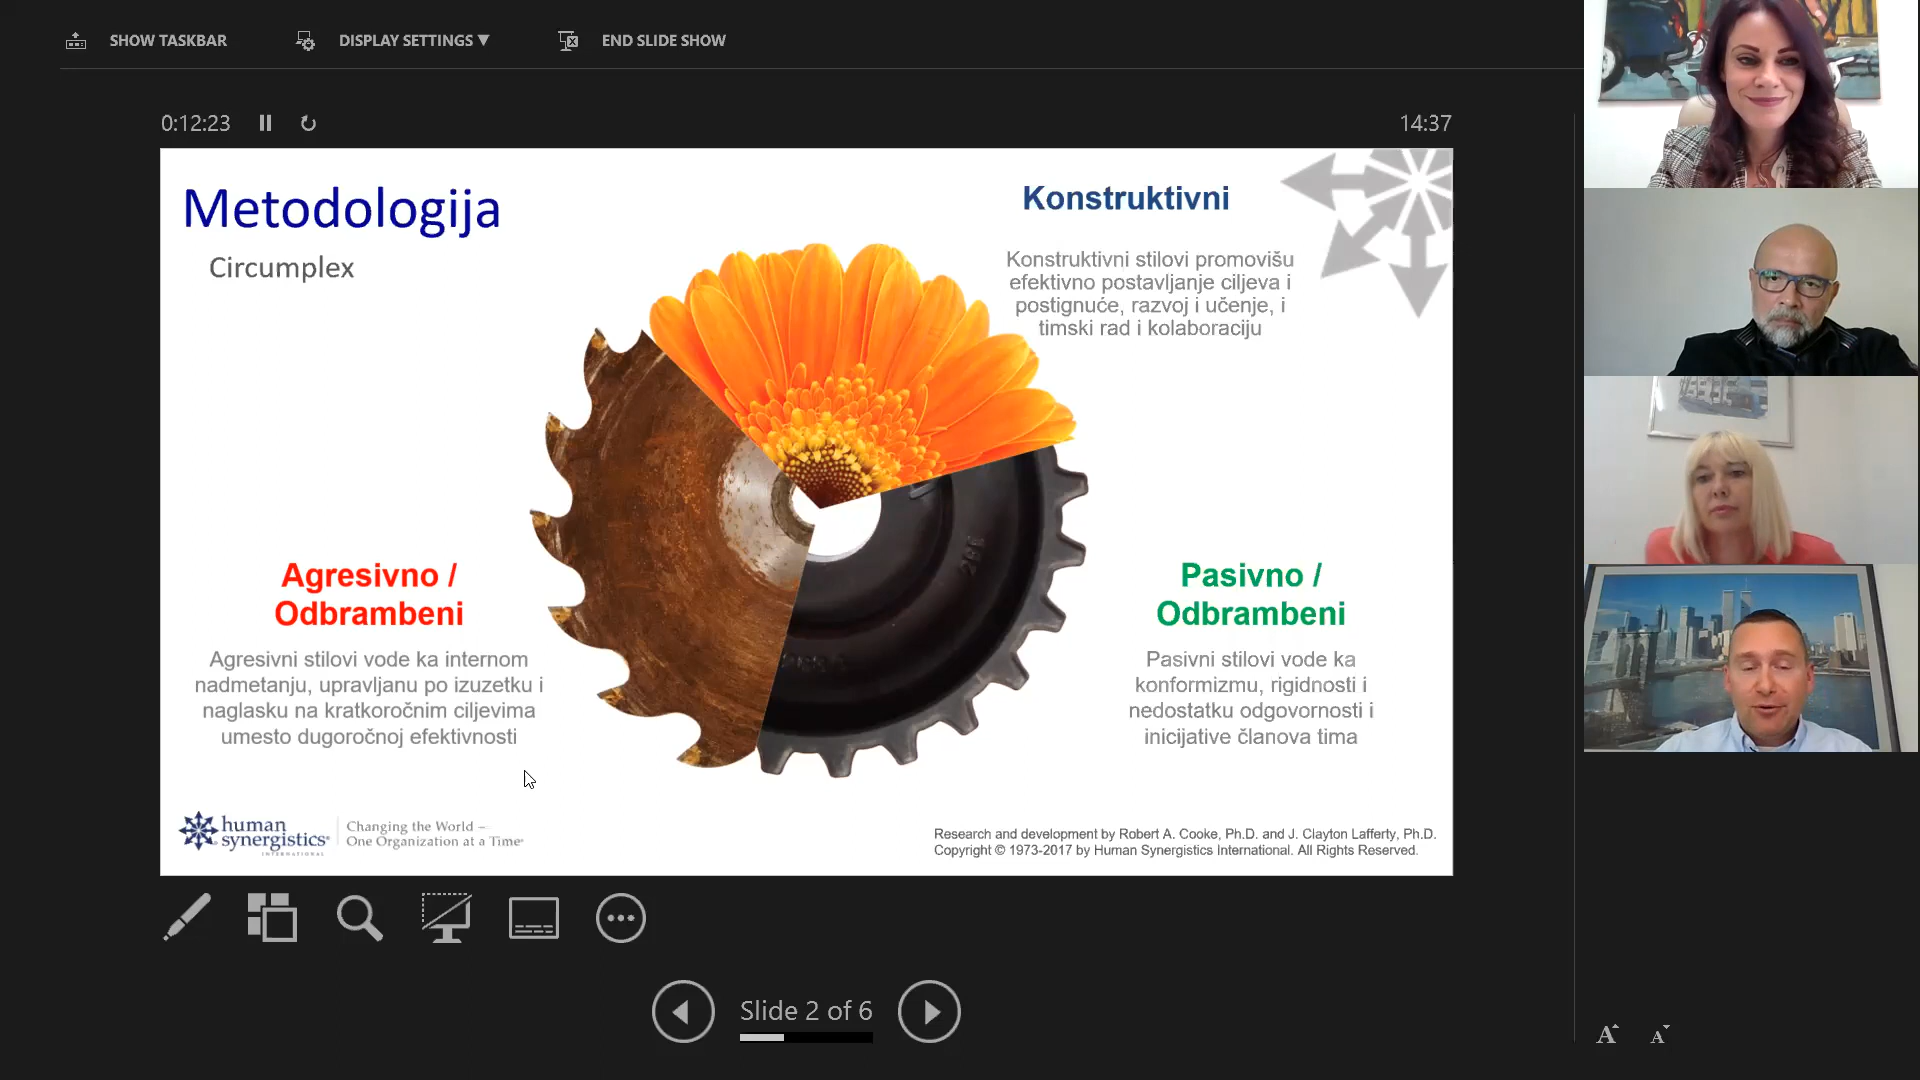 SHOW TASKBAR
DISPLAY SETTINGS ▼
END SLIDE SHOW
0:12:23
14:37
Metodologija
Circumplex
Konstruktivni
Konstruktivni stilovi promovišu
efektivno postavljanje ciljeva i
postignuće, razvoj i učenje, i
timski rad i kolaboraciju
Agresivno /
Odbrambeni
Agresivni stilovi vode ka internom
nadmetanju, upravljanu po izuzetku i
naglasku na kratkoročnim ciljevima
umesto dugoročnoj efektivnosti
Pasivno /
Odbrambeni
Pasivni stilovi vode ka
konformizmu, rigidnosti i
nedostatku odgovornosti i
inicijative članova tima
human
synergistics®
INTERNATIONAL
Changing the World –
One Organization at a Time®
Research and development by Robert A. Cooke, Ph.D. and J. Clayton Lafferty, Ph.D.
Copyright © 1973-2017 by Human Synergistics International. All Rights Reserved.
Slide 2 of 6
A A